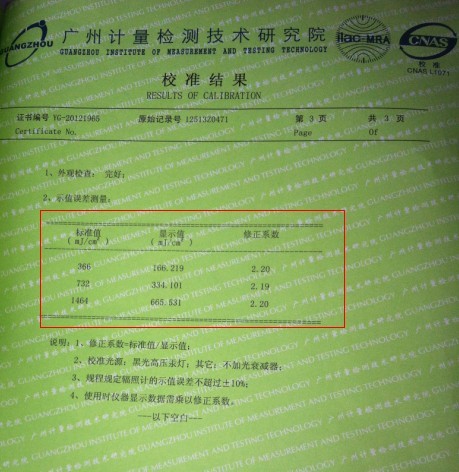 GUANGZHOU
广州计量检测技术研究院
GUANGZHOU INSTITUTE OF MEASUREMENT AND TESTING TECHNOLOGY
ilac-MRA
CNAS
校准
CNAS L1071
校准结果
RESULTS OF CALIBRATION
证书编号 YG-20121965 原始记录号 1251320471 第 3 页 共 3 页
Certificate No. Page Of
1、外观检查: 完好;
2、示值误差测量:
标准值 显示值 修正系数
(mJ/cm²) (mJ/cm²)
366 166.219 2.20
732 334.101 2.19
1464 665.531 2.20
说明: 1、修正系数=标准值/显示值;
2、校准光源: 黑光高压汞灯; 其它: 不加光衰减器;
3、规程规定辐照计的示值误差不超过±10%;
4、使用时仪器显示数据需乘以修正系数。
---以下空白---